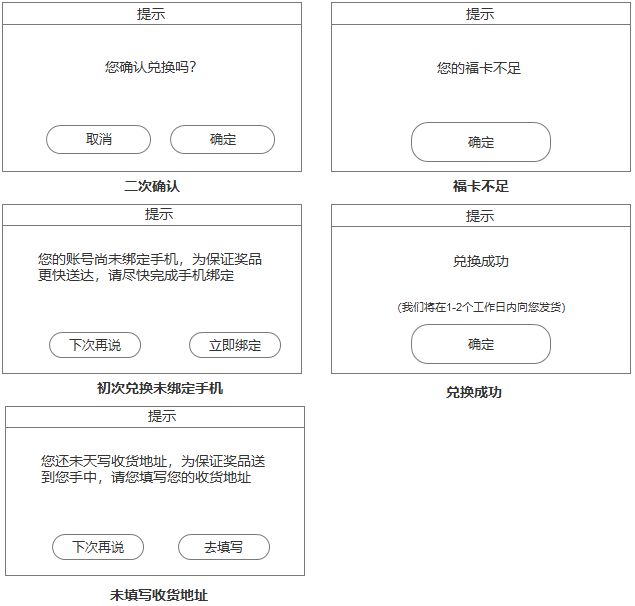 提示
您确认兑换吗?
取消
确定
二次确认
提示
您的福卡不足
确定
福卡不足
提示
您的账号尚未绑定手机，为保证奖品
更快送达，请尽快完成手机绑定
下次再说
立即绑定
初次兑换未绑定手机
提示
兑换成功
(我们将在1-2个工作日内向您发货)
确定
兑换成功
提示
您还未天写收货地址，为保证奖品送
到您手中，请您填写您的收货地址
下次再说
去填写
未填写收货地址